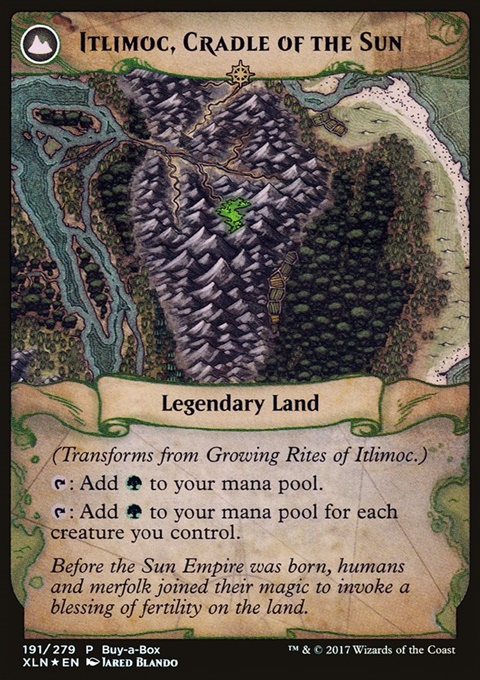 Itlimoc, Cradle of the Sun
Legendary Land
(Transforms from Growing Rites of Itlimoc.)
: Add to your mana pool.
: Add to your mana pool for each
creature you control.
Before the Sun Empire was born, humans
and merfolk joined their magic to invoke a
blessing of fertility on the land.
191/279 P Buy-a-Box
XLN★EN Jared Blando
™ & © 2017 Wizards of the Coast